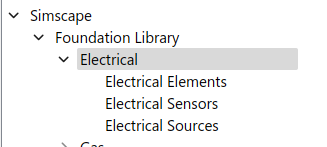 Simscape
Foundation Library
Electrical
Electrical Elements
Electrical Sensors
Electrical Sources